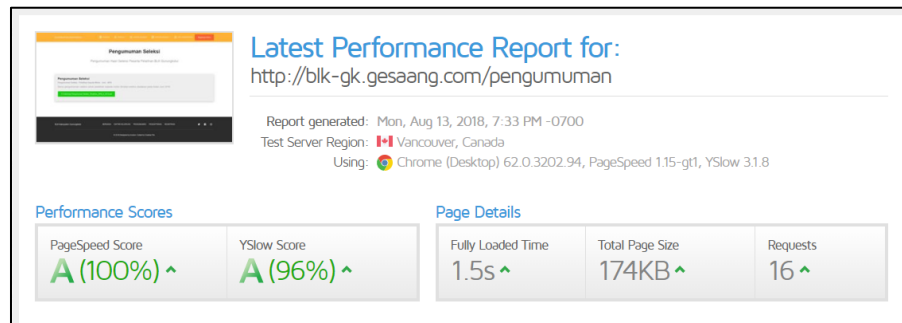 Pengumuman Seleksi
Pengumuman Seleksi
Latest Performance Report for:
http://blk-gk.gesaang.com/pengumuman
Report generated: Mon, Aug 13, 2018, 7:33 PM -0700
Test Server Region: Vancouver, Canada
Using: Chrome (Desktop) 62.0.3202.94, PageSpeed 1.15-gt1, YSlow 3.1.8
Performance Scores
Page Details
PageSpeed Score
YSlow Score
Fully Loaded Time
Total Page Size
Requests
A (100%)
A (96%)
1.5s
174KB
16